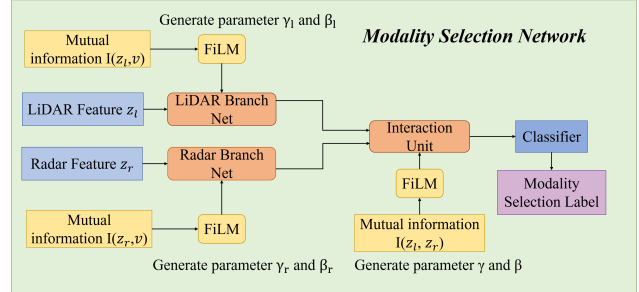 Generate parameter γl and βl
Modality Selection Network
Mutual
information I(zl,v)
FiLM
LiDAR Feature zl
LiDAR Branch
Net
Interaction
Unit
Classifier
Radar Feature zr
Radar Branch
Net
FiLM
Modality
Selection Label
Mutual
information I(zr,v)
FiLM
Mutual information
I(zl, zr)
Generate parameter γr and βr
Generate parameter γ and β